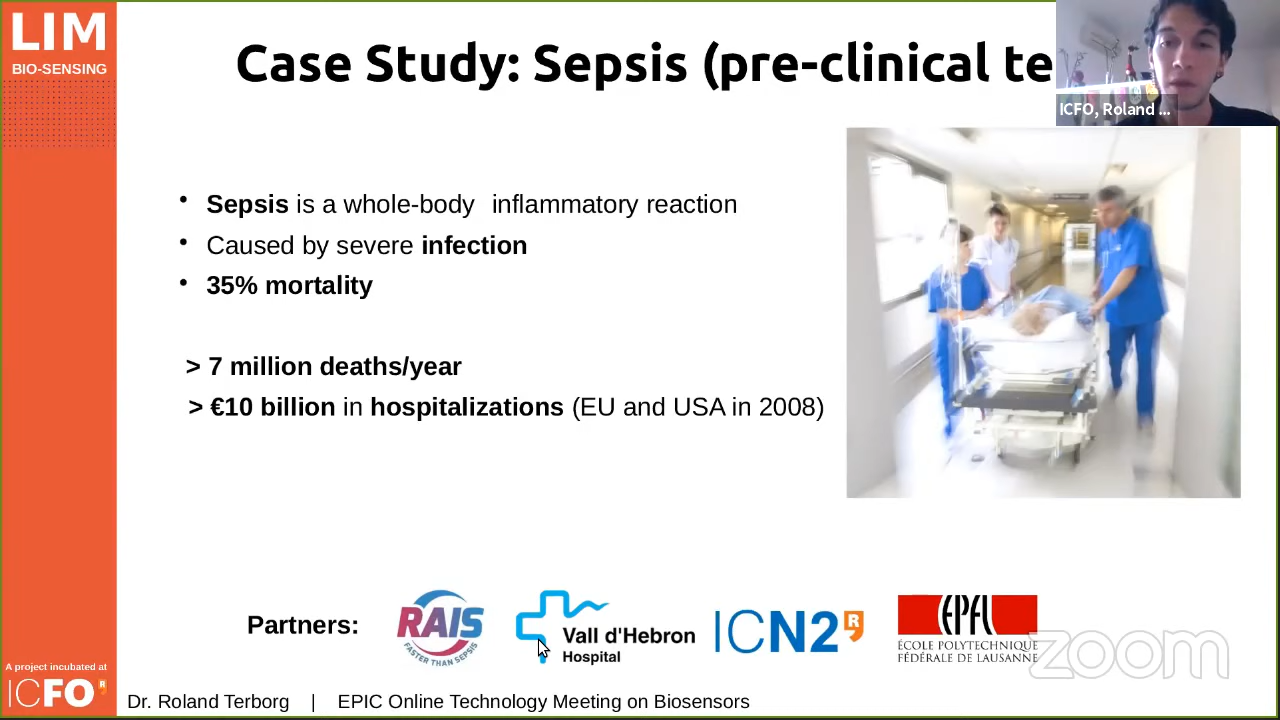 LIM
BIO-SENSING
Case Study: Sepsis (pre-clinical te
ICFO, Roland ...
• Sepsis is a whole-body inflammatory reaction
• Caused by severe infection
• 35% mortality
> 7 million deaths/year
> €10 billion in hospitalizations (EU and USA in 2008)
Partners:
RAIS
FASTER THAN SEPSIS
Vall d'Hebron
Hospital
ICN2
EPFL
ÉCOLE POLYTECHNIQUE
FÉDÉRALE DE LAUSANNE
zoom
A project incubated at
ICFO
Dr. Roland Terborg | EPIC Online Technology Meeting on Biosensors